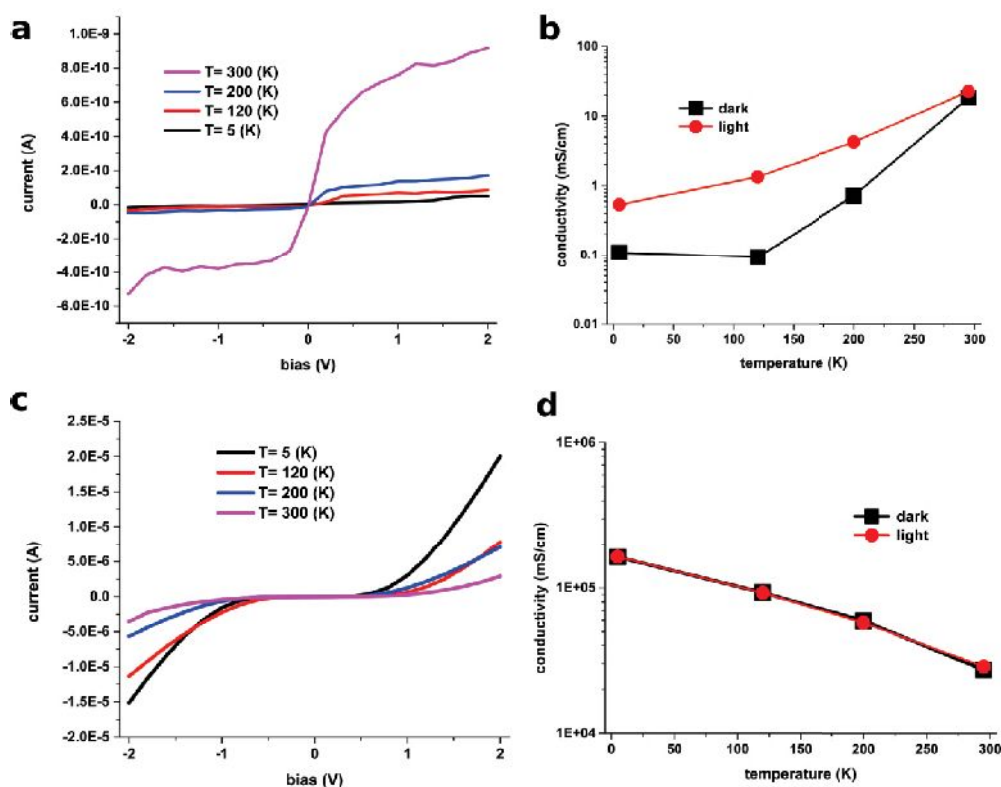 a
1.0E-9
8.0E-10
6.0E-10
4.0E-10
2.0E-10
0.0
-2.0E-10
-4.0E-10
-6.0E-10
current (A)
T= 300 (K)
T= 200 (K)
T= 120 (K)
T= 5 (K)
-2 -1 0 1 2
bias (V)
b
100
10
1
0.1
0.01
conductivity (mS/cm)
dark
light
0 50 100 150 200 250 300
temperature (K)
c
2.5E-5
2.0E-5
1.5E-5
1.0E-5
5.0E-6
0.0
-5.0E-6
-1.0E-5
-1.5E-5
-2.0E-5
current (A)
T= 5 (K)
T= 120 (K)
T= 200 (K)
T= 300 (K)
-2 -1 0 1 2
bias (V)
d
1E+06
1E+05
1E+04
conductivity (mS/cm)
dark
light
0 50 100 150 200 250 300
temperature (K)